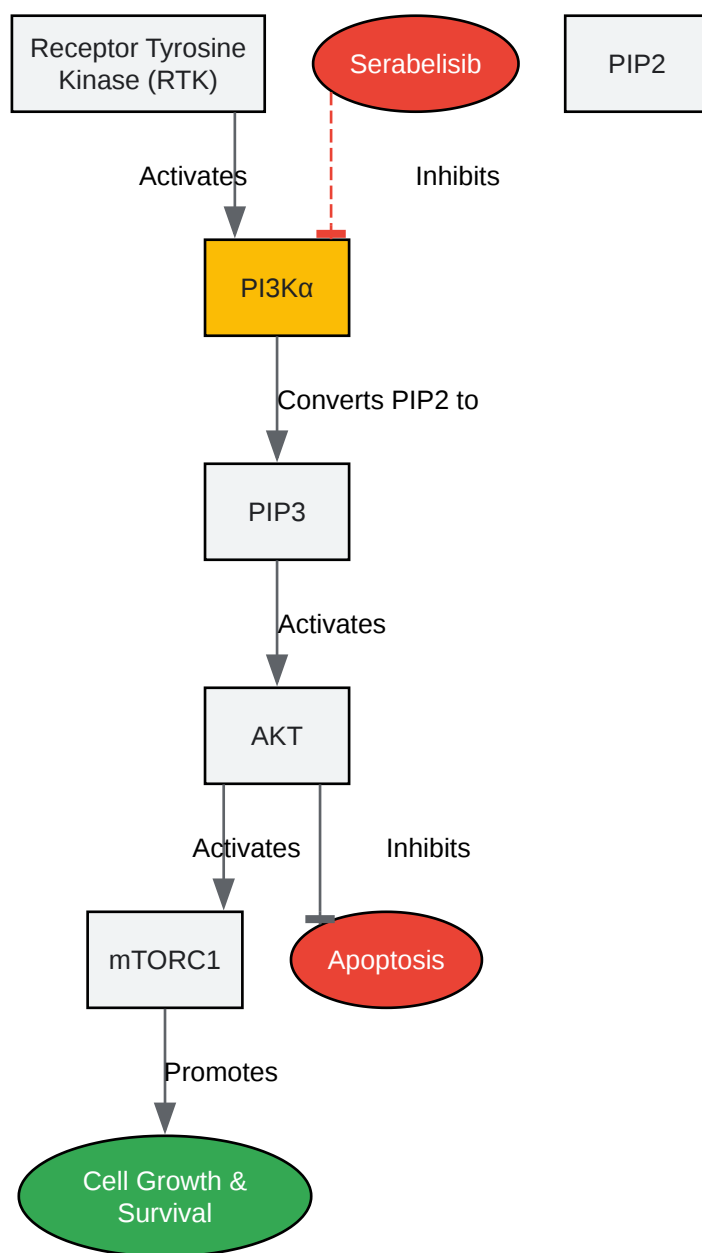 Receptor Tyrosine
Kinase (RTK)
Serabelisib
PIP2
Activates
Inhibits
PI3Kα
Converts PIP2 to
PIP3
Activates
AKT
Activates
Inhibits
mTORC1
Apoptosis
Promotes
Cell Growth &
Survival